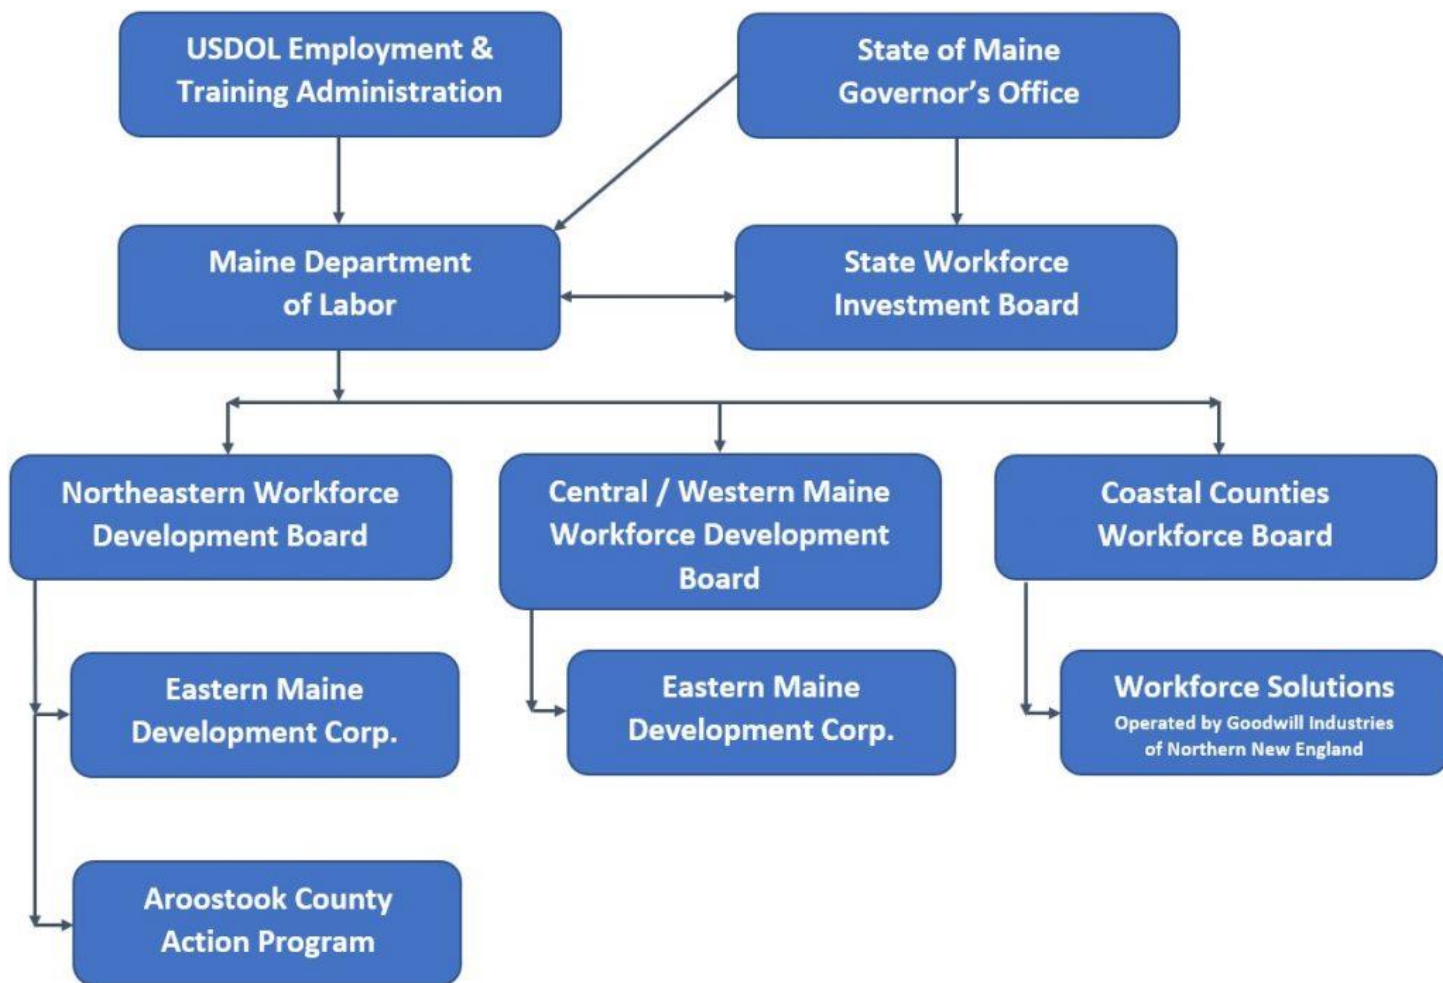 USDOL Employment &
Training Administration
State of Maine
Governor’s Office
Maine Department
of Labor
State Workforce
Investment Board
Northeastern Workforce
Development Board
Central / Western Maine
Workforce Development
Board
Coastal Counties
Workforce Board
Eastern Maine
Development Corp.
Eastern Maine
Development Corp.
Workforce Solutions
Operated by Goodwill Industries
of Northern New England
Aroostook County
Action Program